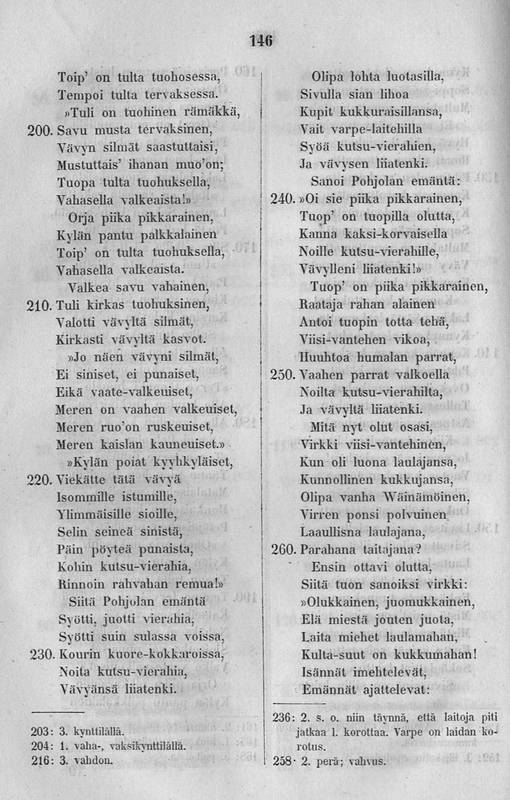 146
Toip' on tulta tuohosessa,
Tempoi tulta tervaksessa.
»Tuli on tuohinen rämäkkä,
200. Savu musta tervaksinen,
Vävyn silmät saastuttaisi,
Mustuttais' ihanan muo'on;
Tuopa tulta tuohuksella,
Vahasella valkeaista!»
Orja piika pikkarainen,
Kylän pantu palkkalainen
Toip' on tulta tuohuksella,
Vahasella valkeaista.
Valkea savu vahainen,
210. Tuli kirkas tuohuksinen,
Valotti vävyltä silmät,
Kirkasti vävyltä kasvot.
»Jo näen vävyni silmät,
Ei siniset, ei punaiset,
Eikä vaate-valkeuiset,
Meren on vaahen valkeuiset,
Meren ruo'on ruskeuiset,
Meren kaislan kauneuiset.»
»Kylän poiat kyyhkyläiset,
220. Viekätte tätä vävyä
Isommille istumille,
Ylimmäisille sioille,
Selin seineä sinistä,
Päin pöyteä punaista,
Kohin kutsu-vierahia,
Rinnoin rahvahan remua!»
Siitä Pohjolan emäntä
Syötti, juotti vierahia,
Syötti suin sulassa voissa,
230. Kourin kuore-kokkaroissa,
Noita kutsu-vierahia,
Vävyänsä liiatenki.
203: 3. kynttilällä.
204: 1. vaha-, vaksikynttilällä.
216: 3. vahdon.
Olipa lohta luotasilla,
Sivulla sian lihoa
Kupit kukkuraisillansa,
Vait varpe-laitehilla
Syöä kutsu-vierahien,
Ja vävysen liiatenki.
Sanoi Pohjolan emäntä:
240. »Oi sie piika pikkarainen,
Tuop' on tuopilla olutta,
Kanna kaksi-korvaisella
Noille kutsu-vierahille,
Vävylleni liiatenki!»
Tuop' on piika pikkarainen,
Raataja rahan alainen
Antoi tuopin totta tehä,
Viisi-vantehen vikoa,
Huuhtoa humalan parrat,
250. Vaahen parrat valkoella
Noilta kutsu-vierahilta,
Ja vävyltä liiatenki.
Mitä nyt olut osasi,
Virkki viisi-vantehinen,
Kun oli luona laulajansa,
Kunnollinen kukkujansa,
Olipa vanha Wäinämöinen,
Virren ponsi polvuinen
Laaullisna laulajana,
260. Parahana taitajana?
Ensin ottavi olutta,
Siitä tuon sanoiksi virkki:
»Olukkainen, juomukkainen,
Elä miestä jouten juota,
Laita miehet laulamahan,
Kulta-suut on kukkumahan!
Isännät imehtelevät,
Emännät ajattelevat:
236: 2. s. o. niin täynnä, että laitoja piti
jatkaa l. korottaa. Varpe on laidan ko-
rotus.
258· 2. perä; vahvus.